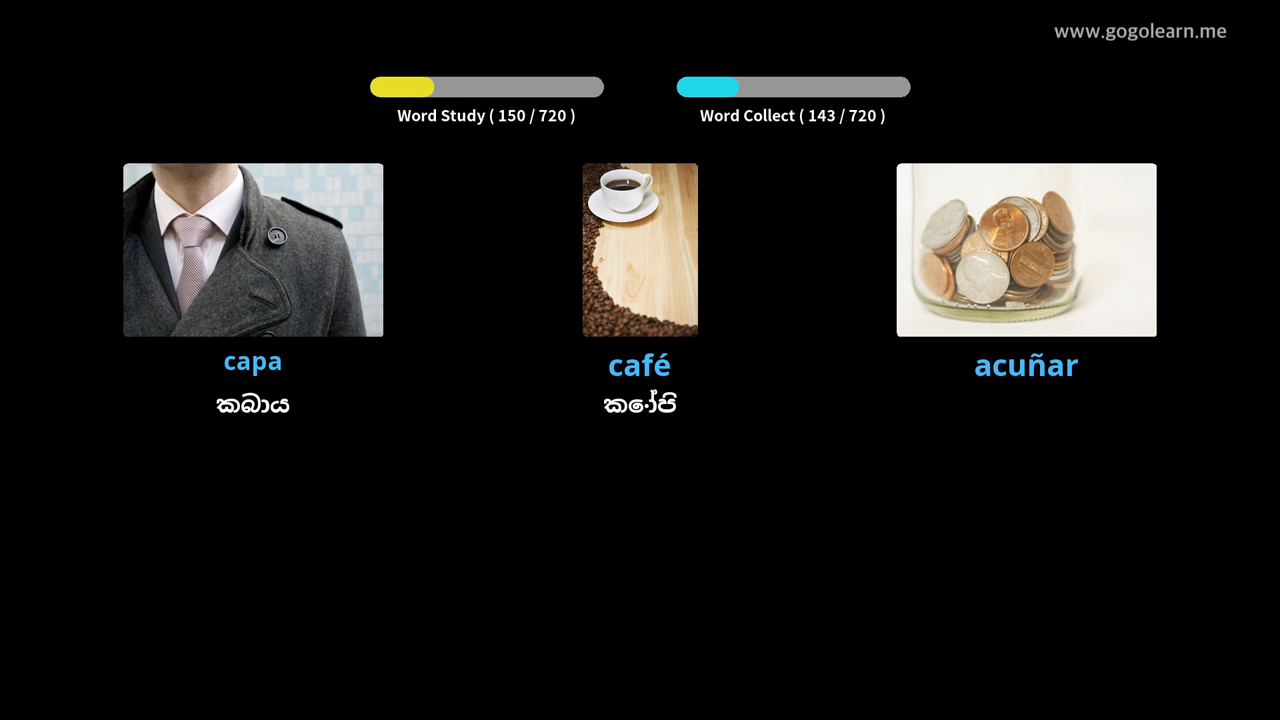 www.gogolearn.me
Word Study ( 150 / 720 )
Word Collect ( 143 / 720 )
capa
café
acuñar
කබාය
කෝපි